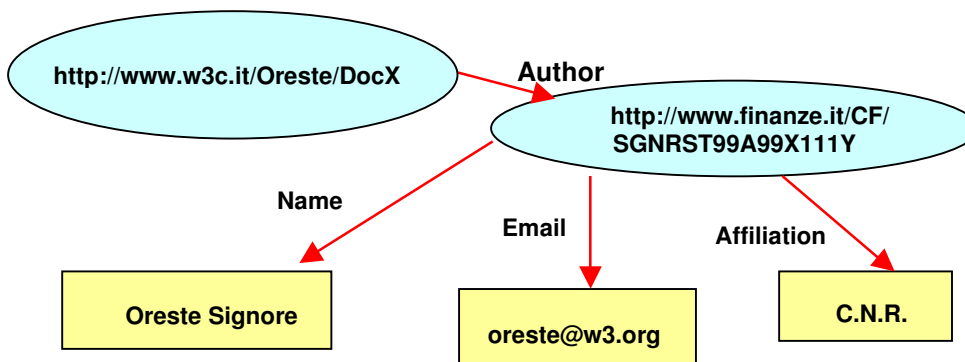 http://www.w3c.it/Oreste/DocX
Author
http://www.finanze.it/CF/
SGNRST99A99X111Y
Name
Email
Affiliation
Oreste Signore
oreste@w3.org
C.N.R.